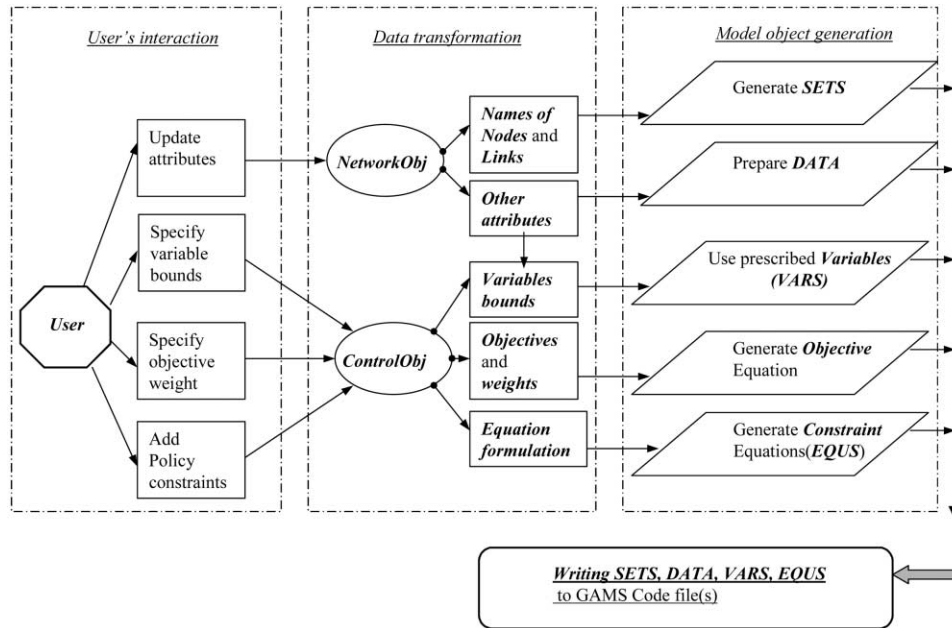 User's interaction
Data transformation
Model object generation
User
Update
attributes
Specify
variable
bounds
Specify
objective
weight
Add
Policy
constraints
NetworkObj
ControlObj
Names of
Nodes and
Links
Other
attributes
Variables
bounds
Objectives
and
weights
Equation
formulation
Generate SETS
Prepare DATA
Use prescribed Variables
(VARS)
Generate Objective
Equation
Generate Constraint
Equations(EQUS)
Writing SETS, DATA, VARS, EQUS
to GAMS Code file(s)